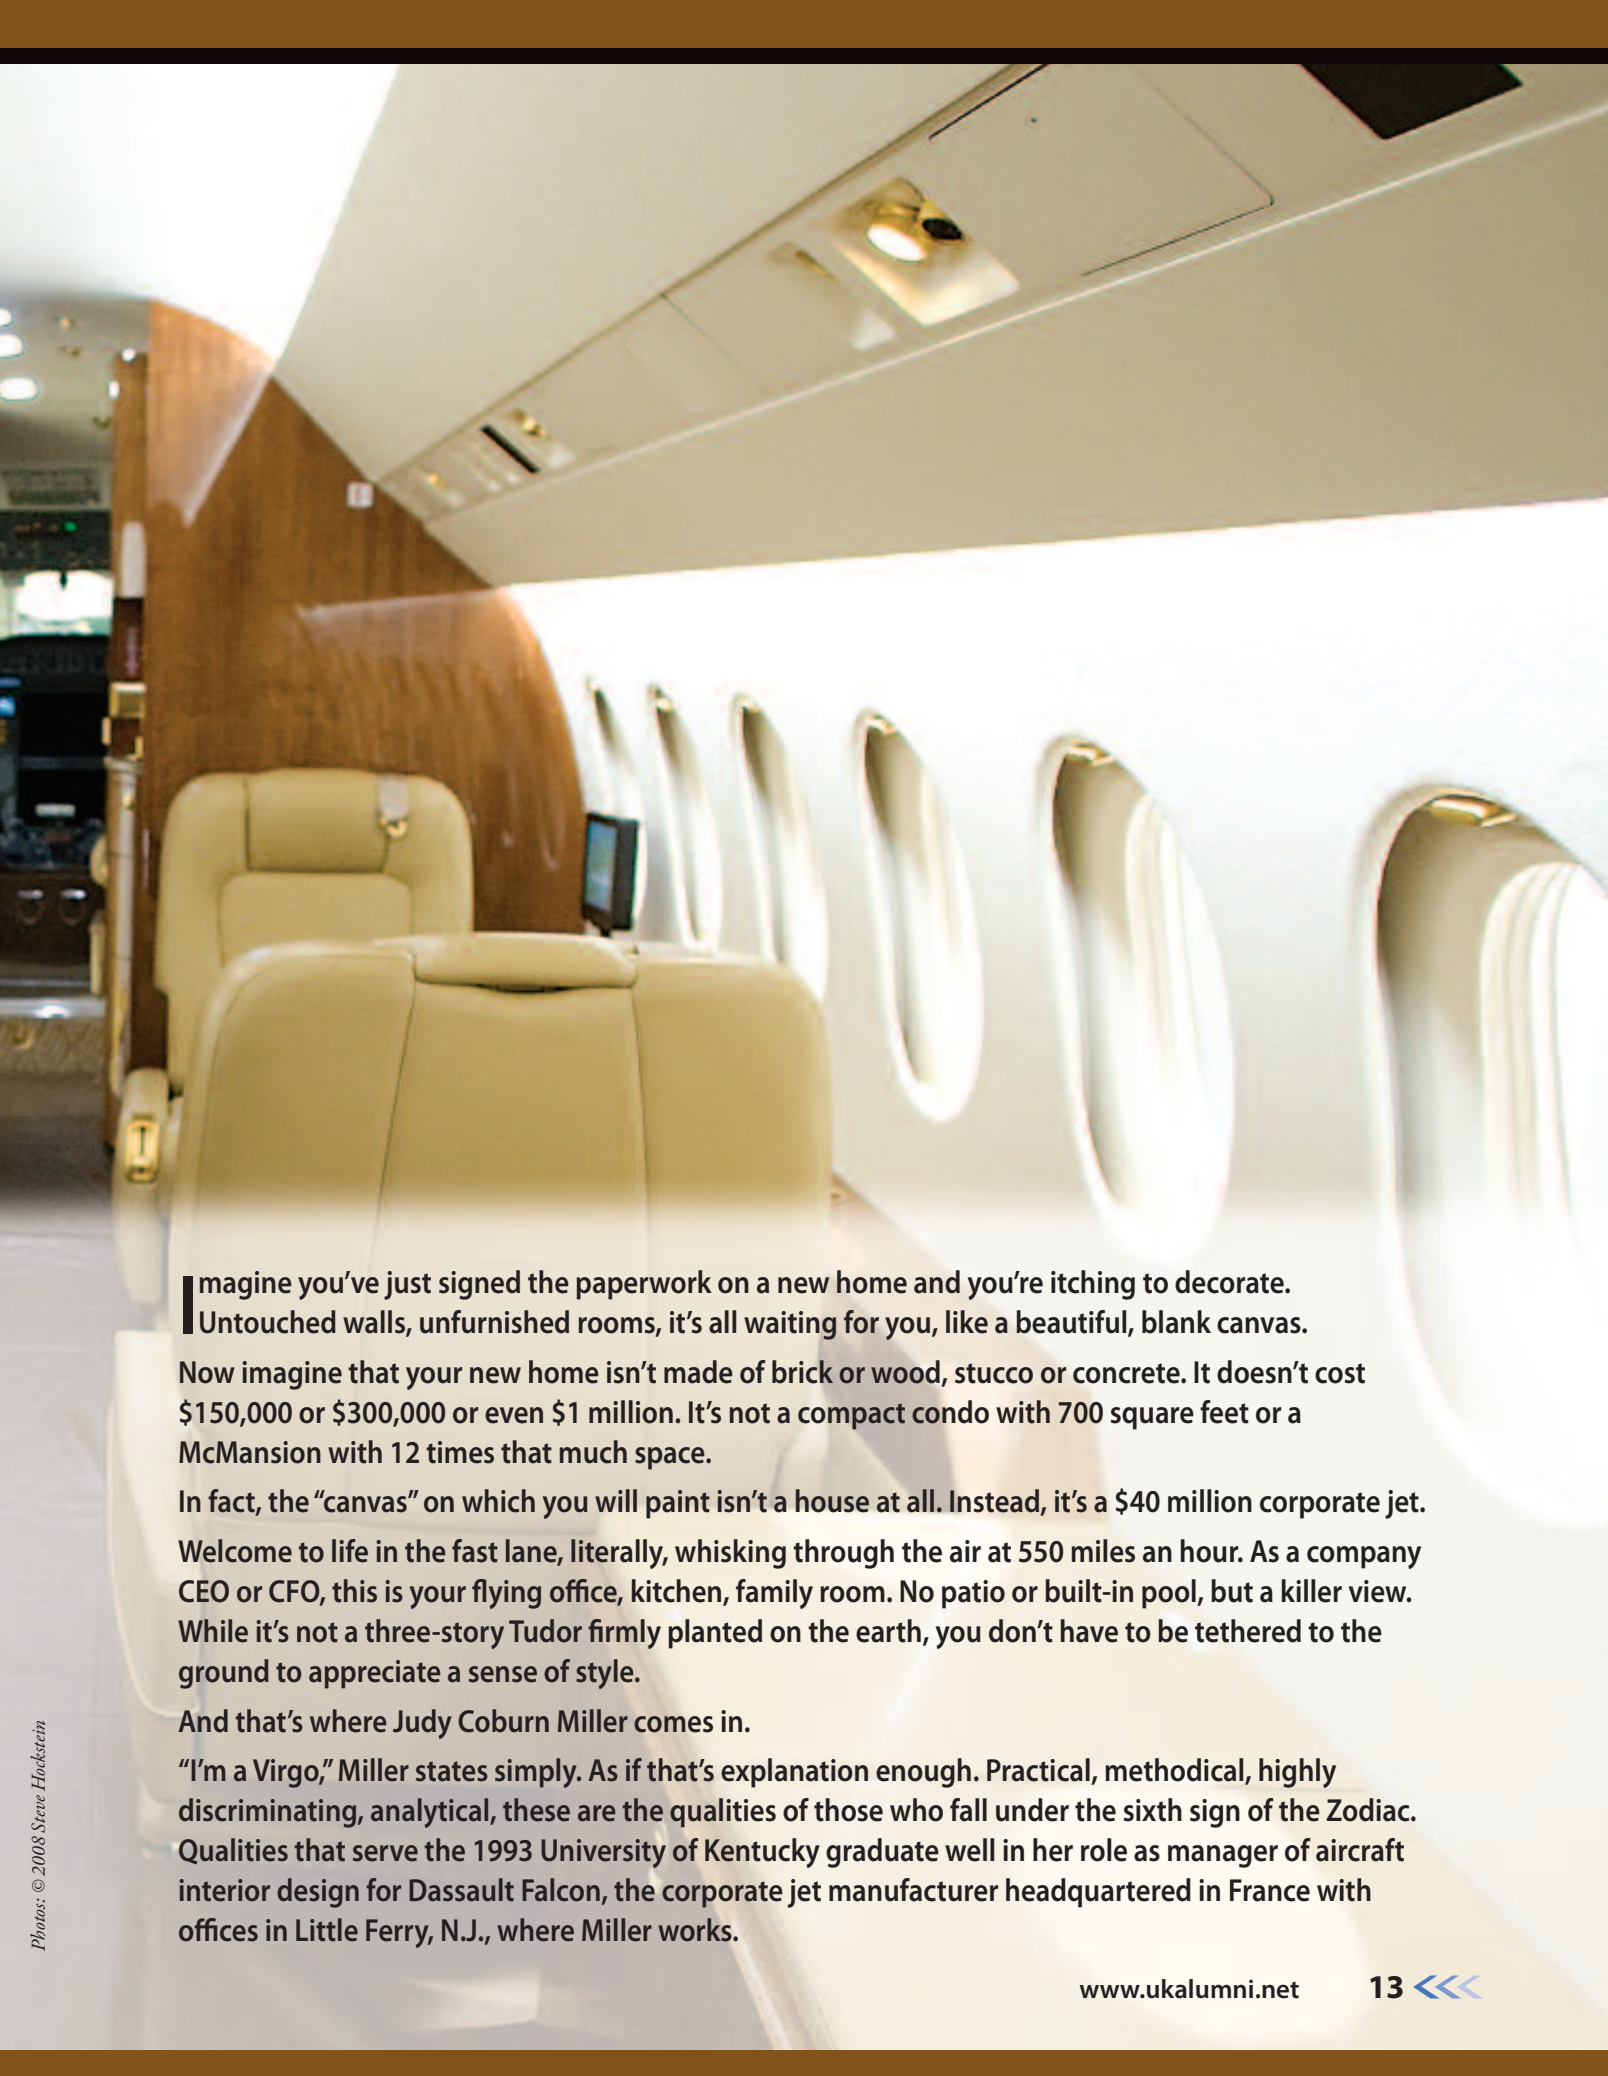 Imagine you’ve just signed the paperwork on a new home and you’re itching to decorate.
Untouched walls, unfurnished rooms, it’s all waiting for you, like a beautiful, blank canvas.
Now imagine that your new home isn’t made of brick or wood, stucco or concrete. It doesn’t cost
$150,000 or $300,000 or even $1 million. It’s not a compact condo with 700 square feet or a
McMansion with 12 times that much space.
In fact, the “canvas” on which you will paint isn’t a house at all. Instead, it’s a $40 million corporate jet.
Welcome to life in the fast lane, literally, whisking through the air at 550 miles an hour. As a company
CEO or CFO, this is your flying office, kitchen, family room. No patio or built-in pool, but a killer view.
While it’s not a three-story Tudor firmly planted on the earth, you don’t have to be tethered to the
ground to appreciate a sense of style.
And that’s where Judy Coburn Miller comes in.
“I’m a Virgo,” Miller states simply. As if that’s explanation enough. Practical, methodical, highly
discriminating, analytical, these are the qualities of those who fall under the sixth sign of the Zodiac.
Qualities that serve the 1993 University of Kentucky graduate well in her role as manager of aircraft
interior design for Dassault Falcon, the corporate jet manufacturer headquartered in France with
offices in Little Ferry, N.J., where Miller works.
Photos: © 2008 Steve Hockstein
www.ukalumni.net 13